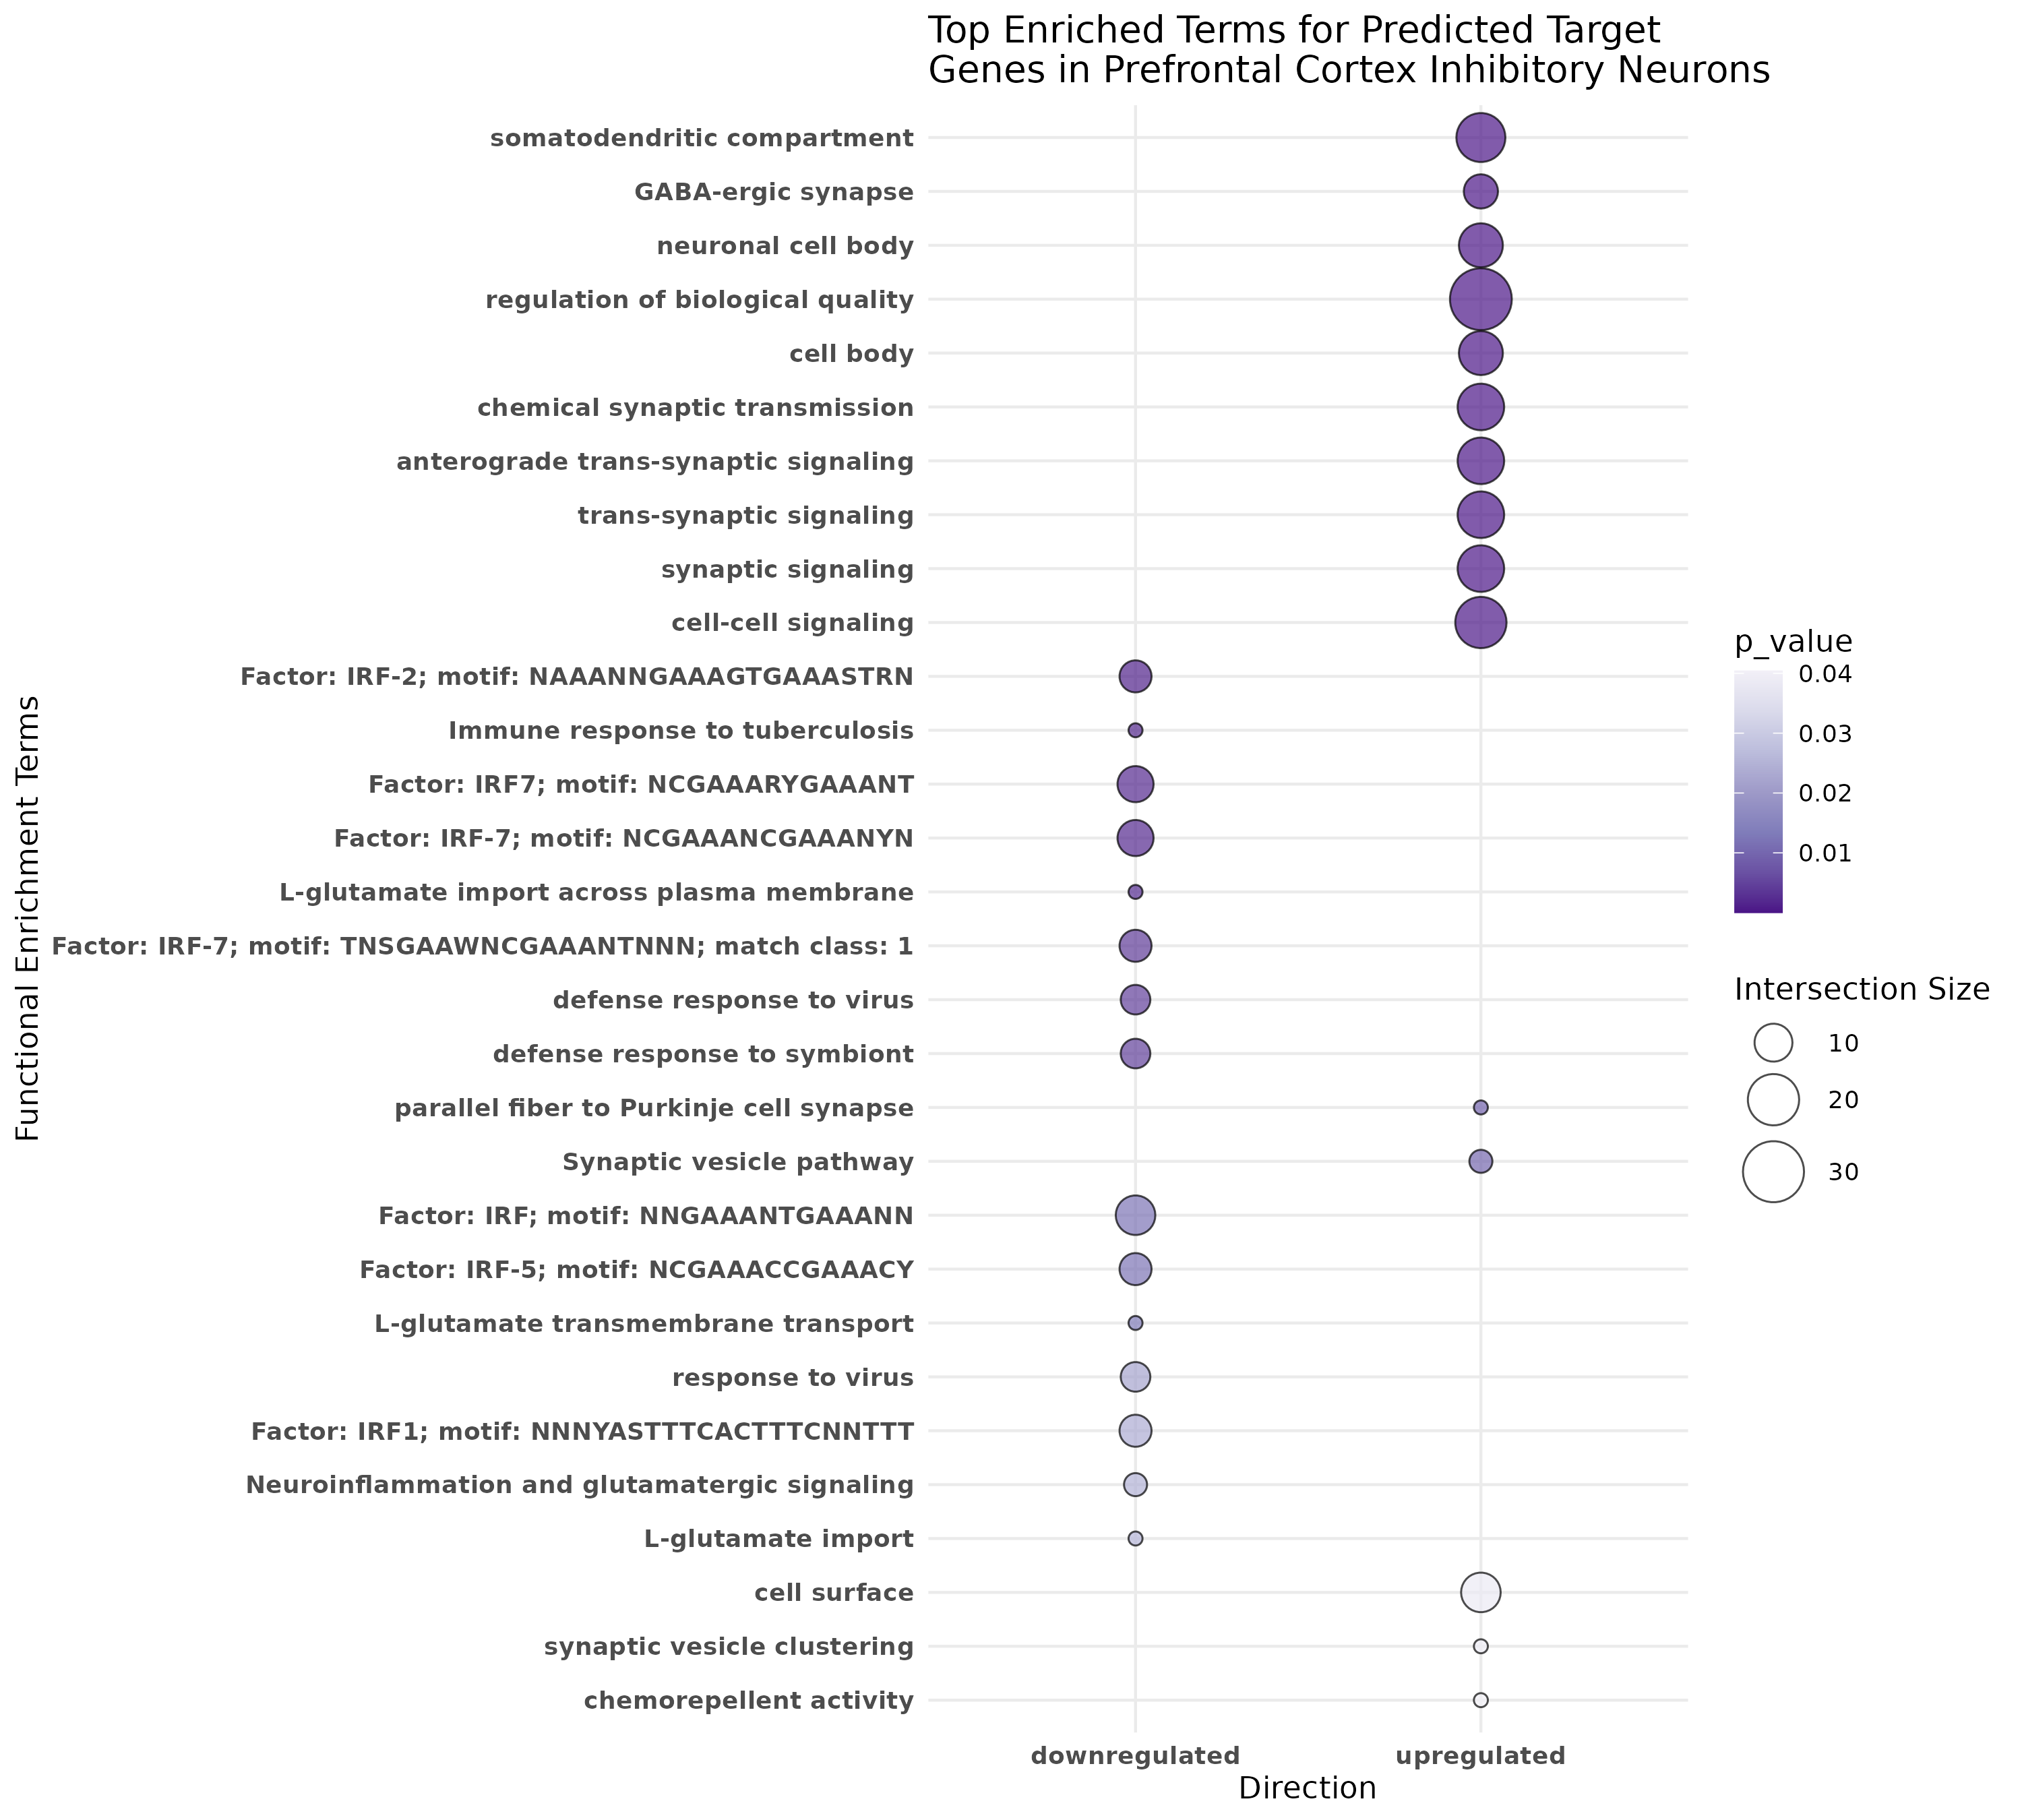 Top Enriched Terms for Predicted Target
Genes in Prefrontal Cortex Inhibitory Neurons
Functional Enrichment Terms
somatodendritic compartment
GABA-ergic synapse
neuronal cell body
regulation of biological quality
cell body
chemical synaptic transmission
anterograde trans-synaptic signaling
trans-synaptic signaling
synaptic signaling
cell-cell signaling
Factor: IRF-2; motif: NAAANNGAAAGTGAAASTRN
Immune response to tuberculosis
Factor: IRF7; motif: NCGAAARYGAAANT
Factor: IRF-7; motif: NCGAAANCGAAANYN
L-glutamate import across plasma membrane
Factor: IRF-7; motif: TNSGAAWNCGAAANTNNN; match class: 1
defense response to virus
defense response to symbiont
parallel fiber to Purkinje cell synapse
Synaptic vesicle pathway
Factor: IRF; motif: NNGAAANTGAAANN
Factor: IRF-5; motif: NCGAAACCGAAACY
L-glutamate transmembrane transport
response to virus
Factor: IRF1; motif: NNNYASTTTCACTTTCNNTTT
Neuroinflammation and glutamatergic signaling
L-glutamate import
cell surface
synaptic vesicle clustering
chemorepellent activity
downregulated
upregulated
Direction
p_value
0.04
0.03
0.02
0.01
Intersection Size
10
20
30